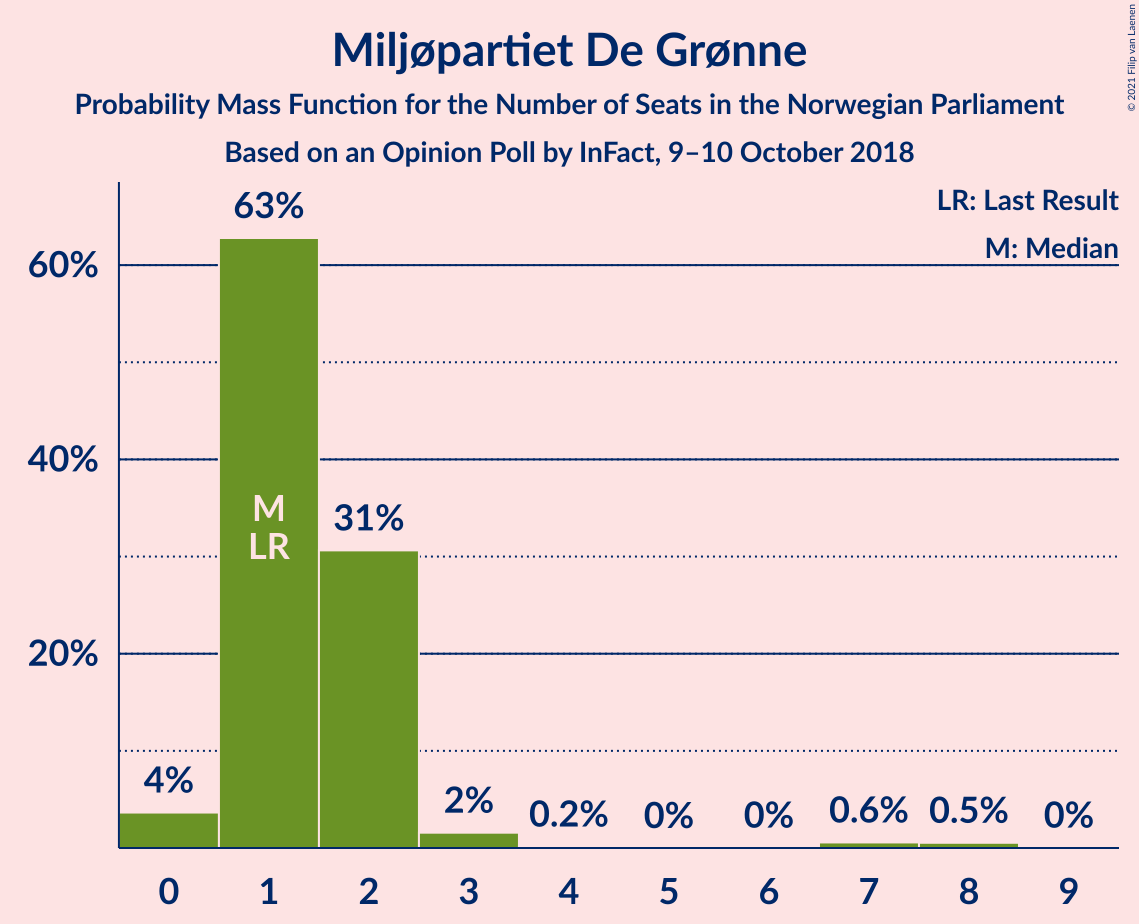 Miljøpartiet De Grønne
Probability Mass Function for the Number of Seats in the Norwegian Parliament
Based on an Opinion Poll by InFact, 9–10 October 2018
© 2021 Filip van Laenen
LR: Last Result
M: Median
60%
40%
20%
63%
M
LR
31%
4%
2%
0.2%
0%
0%
0.6%
0.5%
0%
0
1
2
3
4
5
6
7
8
9